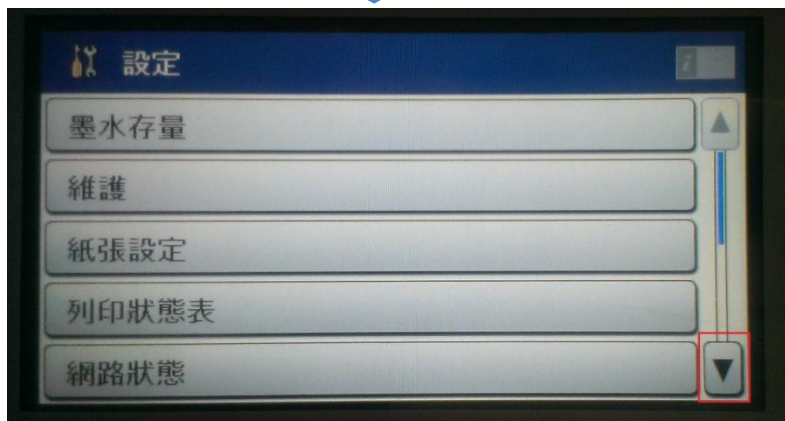 設定
墨水存量
維護
紙張設定
列印狀態表
網路狀態